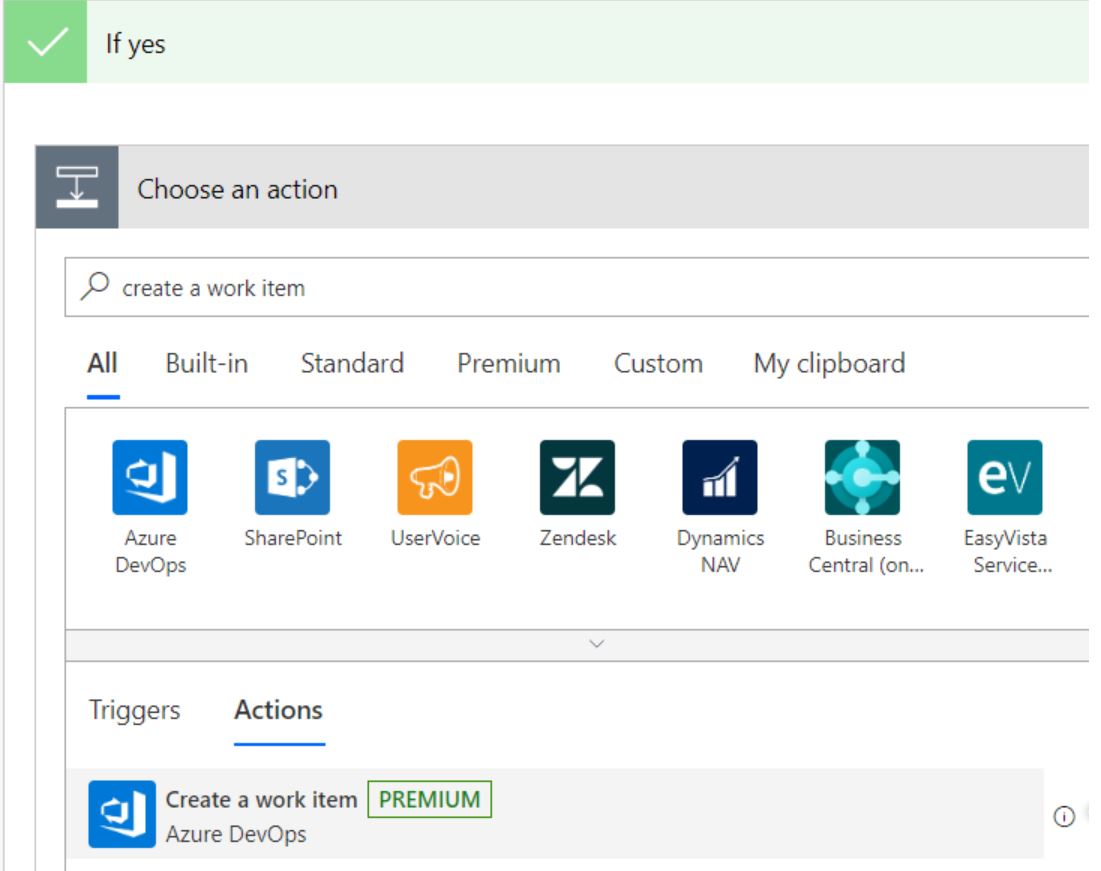 If yes
Choose an action
create a work item
All Built-in Standard Premium Custom My clipboard
Azure DevOps
SharePoint
UserVoice
Zendesk
Dynamics NAV
Business Central (on...
EasyVista Service...
Triggers Actions
Create a work item PREMIUM
Azure DevOps